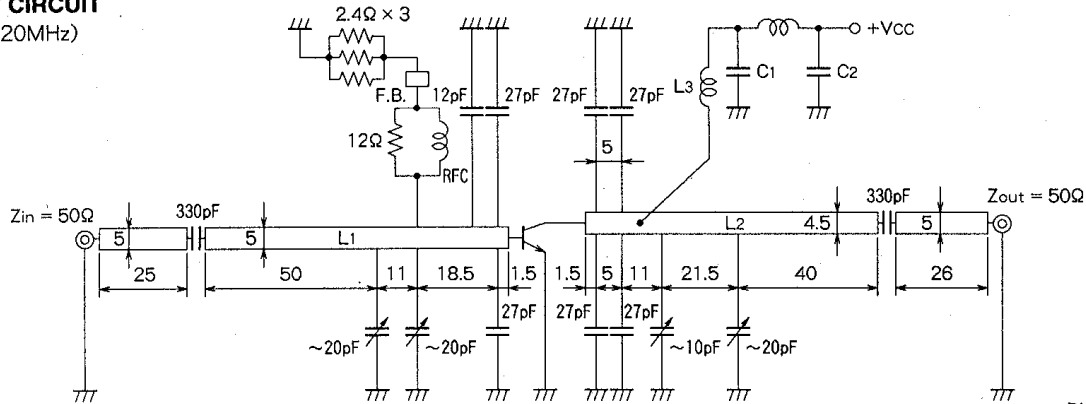 CIRCUIT
20MHz)
2.4Ω × 3
F.B.
12Ω
RFC
12pF
27pF
27pF
27pF
5
L3
C1
C2
+VCC
Zin = 50Ω
330pF
5
5
L1
L2
4.5
330pF
5
Zout = 50Ω
25
50
11
18.5
1.5
1.5
5
11
21.5
40
26
~20pF
~20pF
27pF
27pF
27pF
~10pF
~20pF